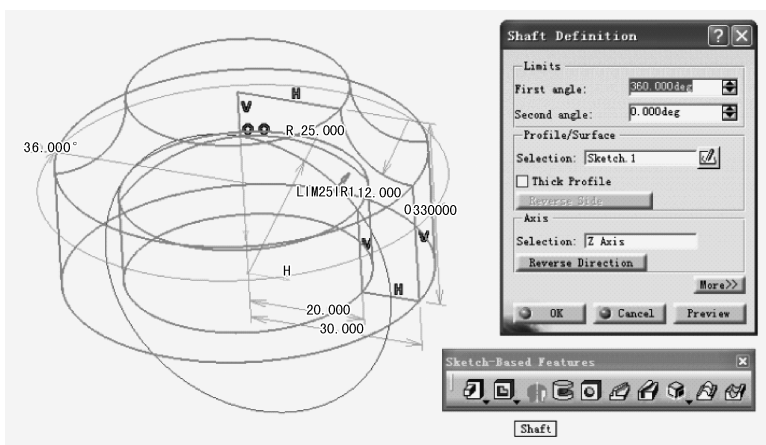 H
V
R 25.000
36.000°
LIM25IR112.000
0330000
V
V
H
H
20.000
30.000
Shaft Definition
Limits
First angle: 360.000deg
Second angle: 0.000deg
Profile/Surface
Selection: Sketch.1
Thick Profile
Reverse Side
Axis
Selection: Z Axis
Reverse Direction
More>>
OK Cancel Preview
Sketch-Based Features
Shaft